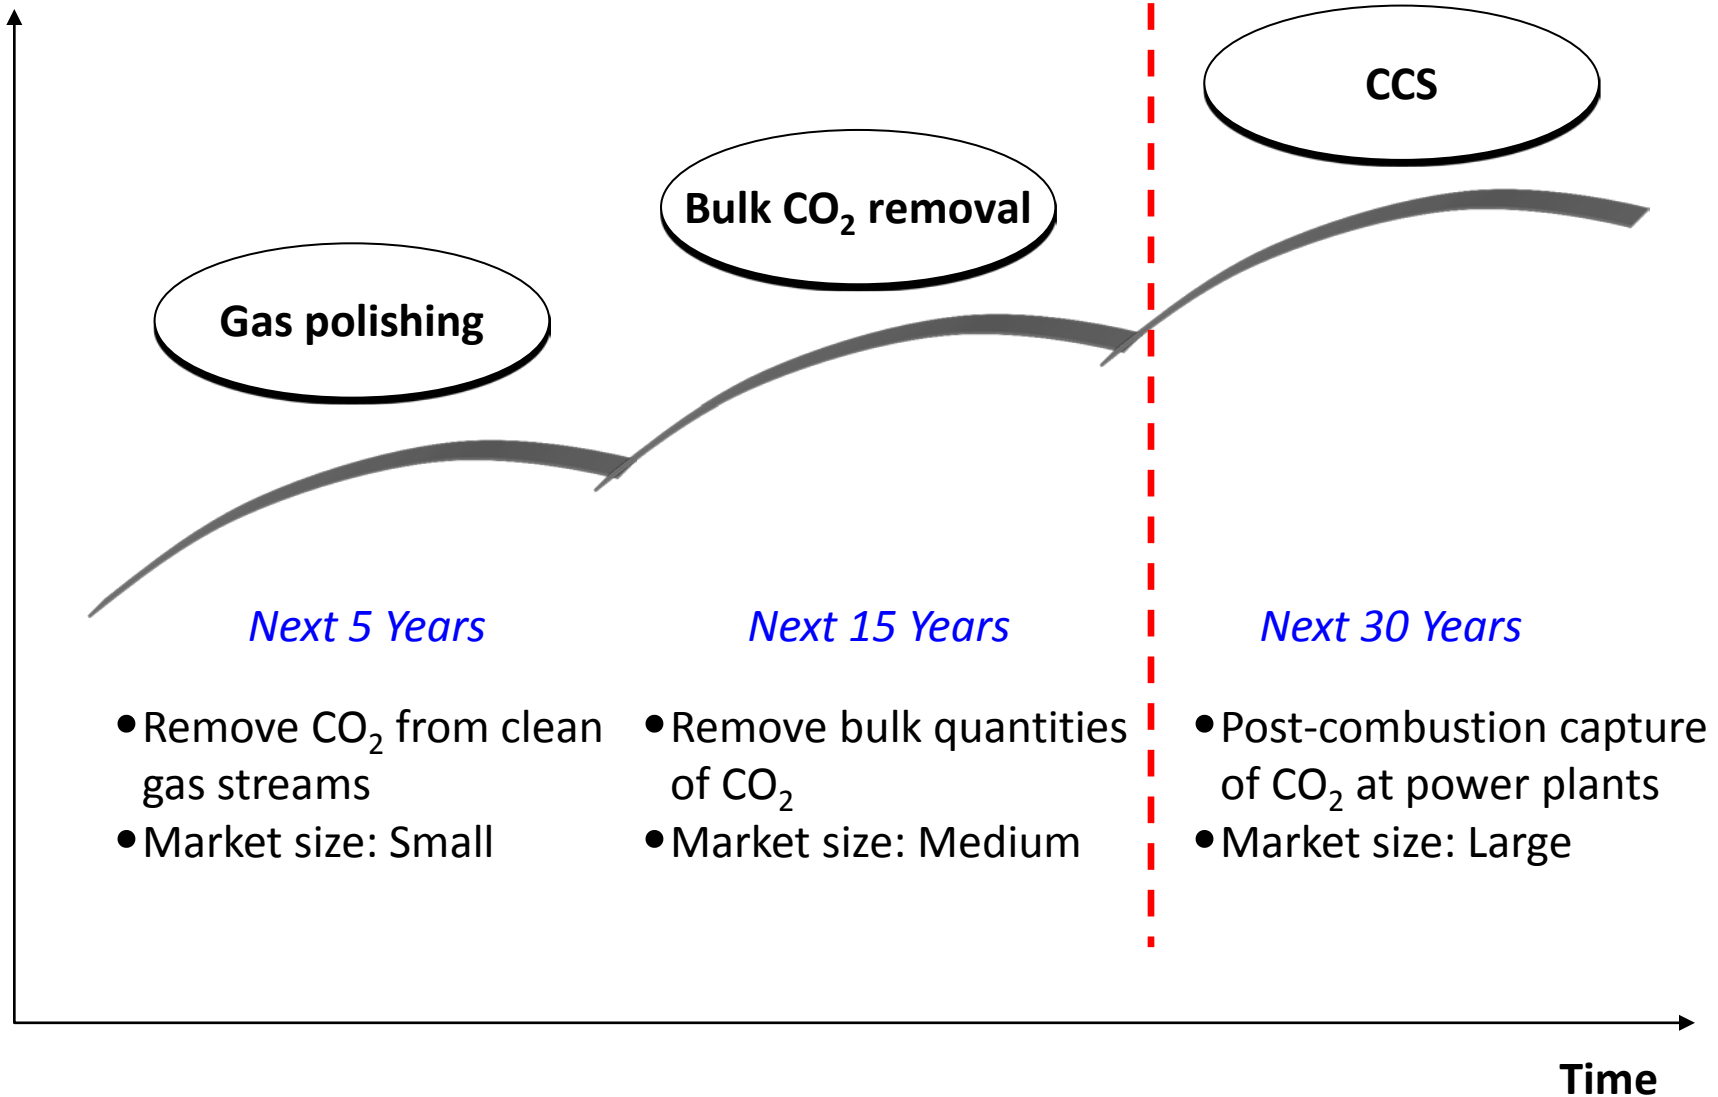 CCS
Bulk CO₂ removal
Gas polishing
Next 5 Years
Next 15 Years
Next 30 Years
•Remove CO₂ from clean
gas streams
•Market size: Small
•Remove bulk quantities
of CO₂
•Market size: Medium
•Post-combustion capture
of CO₂ at power plants
•Market size: Large
Time